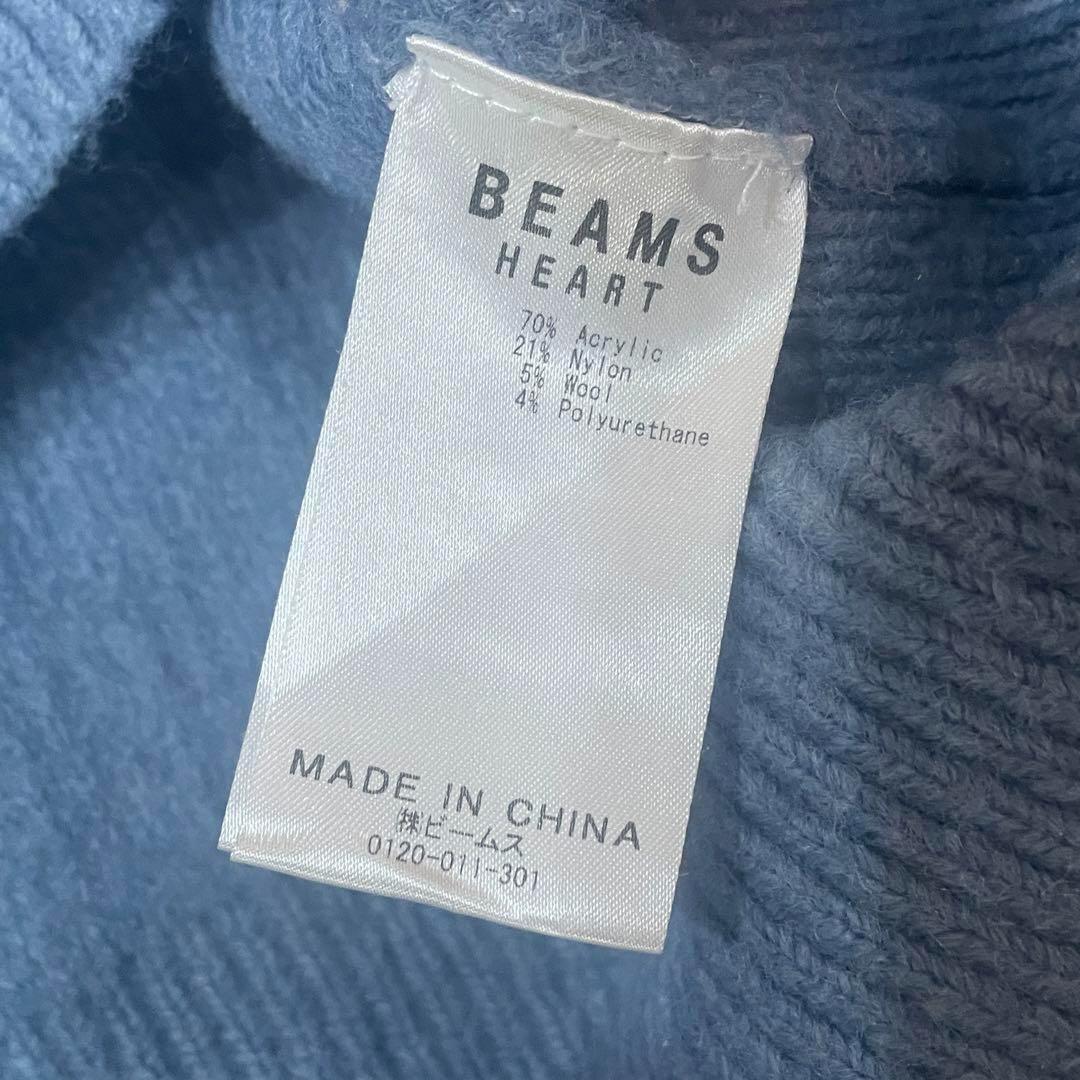 BEAMS
HEART
70% Acrylic
21% Nylon
5% Wool
4% Polyurethane
MADE IN CHINA
㈱ビームス
0120-011-301